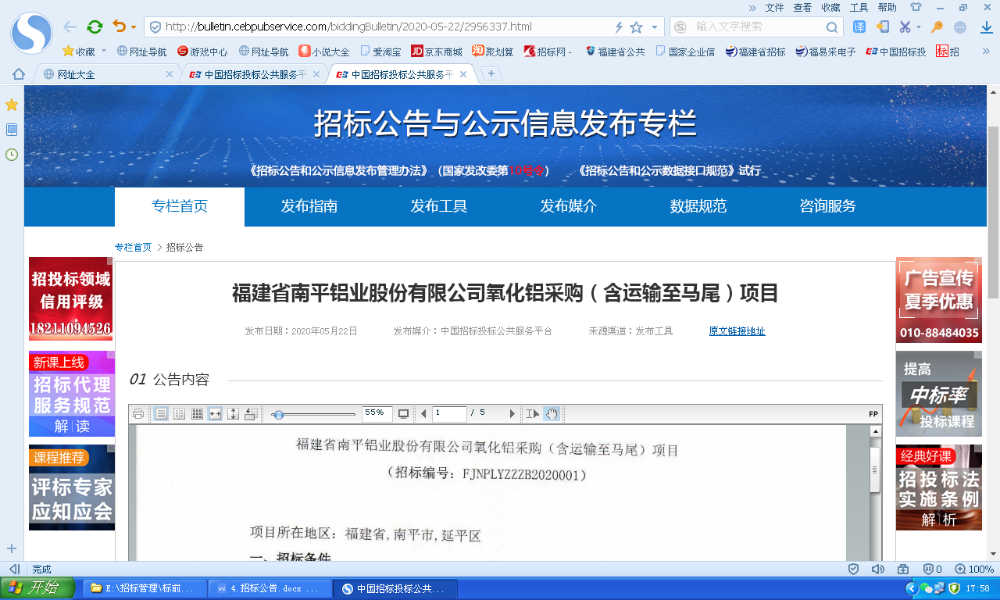 文件 查看 收藏 工具 帮助
http://bulletin.cebpubservice.com/biddingBulletin/2020-05-22/2956337.html
输入文字搜索
译
收藏 网址导航 游戏中心 网址导航 小说大全 爱淘宝 京东商城 聚划算 招标网 - 福建省公共 国家企业信 福建省招标 福易采电子 中国招标投 招
网址大全 中国招标投标公共服务平 中国招标投标公共服务平
招标公告与公示信息发布专栏
《招标公告和公示信息发布管理办法》（国家发改委第10号令） 《招标公告和公示数据接口规范》试行
专栏首页 发布指南 发布工具 发布媒介 数据规范 咨询服务
专栏首页 > 招标公告
招投标领域
信用评级
18211094526
新课上线
招标代理
服务规范
解|读
课程推荐
评标专家
应知应会
福建省南平铝业股份有限公司氧化铝采购（含运输至马尾）项目
发布日期：2020年05月22日 发布媒介：中国招标投标公共服务平台 来源渠道：发布工具 原文链接地址
01 公告内容
55% 1 / 5 FP
福建省南平铝业股份有限公司氧化铝采购（含运输至马尾）项目
（招标编号：FJNPLYZZZB2020001）
项目所在地区：福建省,南平市,延平区
一、招标条件
广告宣传
夏季优惠
010-88484035
提高
中标率
投标课程
经典好课
招投标法
实施条例
解|析
完成
0 100%
开始 E:\招标管理\标前... 4.招标公告.docx ... 中国招标投标公共... 17:58